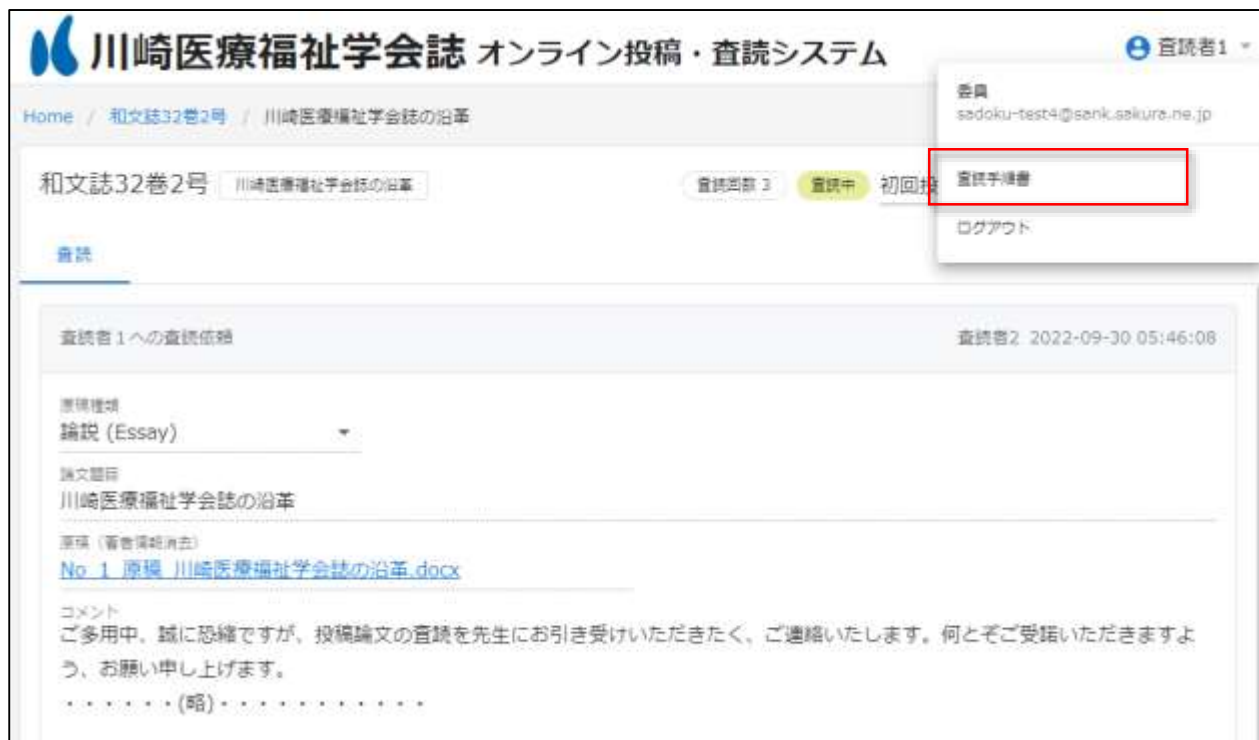 川崎医療福祉学会誌 オンライン投稿・査読システム
査読者1
委員
sadoku-test4@sank.sakura.ne.jp
査読手順書
ログアウト
Home / 和文誌32巻2号 / 川崎医療福祉学会誌の沿革
和文誌32巻2号 川崎医療福祉学会誌の沿革 査読回数 3 査読中 初回投
査読
査読者1への査読依頼 査読者2 2022-09-30 05:46:08
原稿種類
論説 (Essay)
論文題目
川崎医療福祉学会誌の沿革
原稿（著者情報消去）
No_1_原稿_川崎医療福祉学会誌の沿革.docx
コメント
ご多用中、誠に恐縮ですが、投稿論文の査読を先生にお引き受けいただきたく、ご連絡いたします。何とぞご受諾いただきますよ
う、お願い申し上げます。
・・・・・・(略)・・・・・・・・・・・